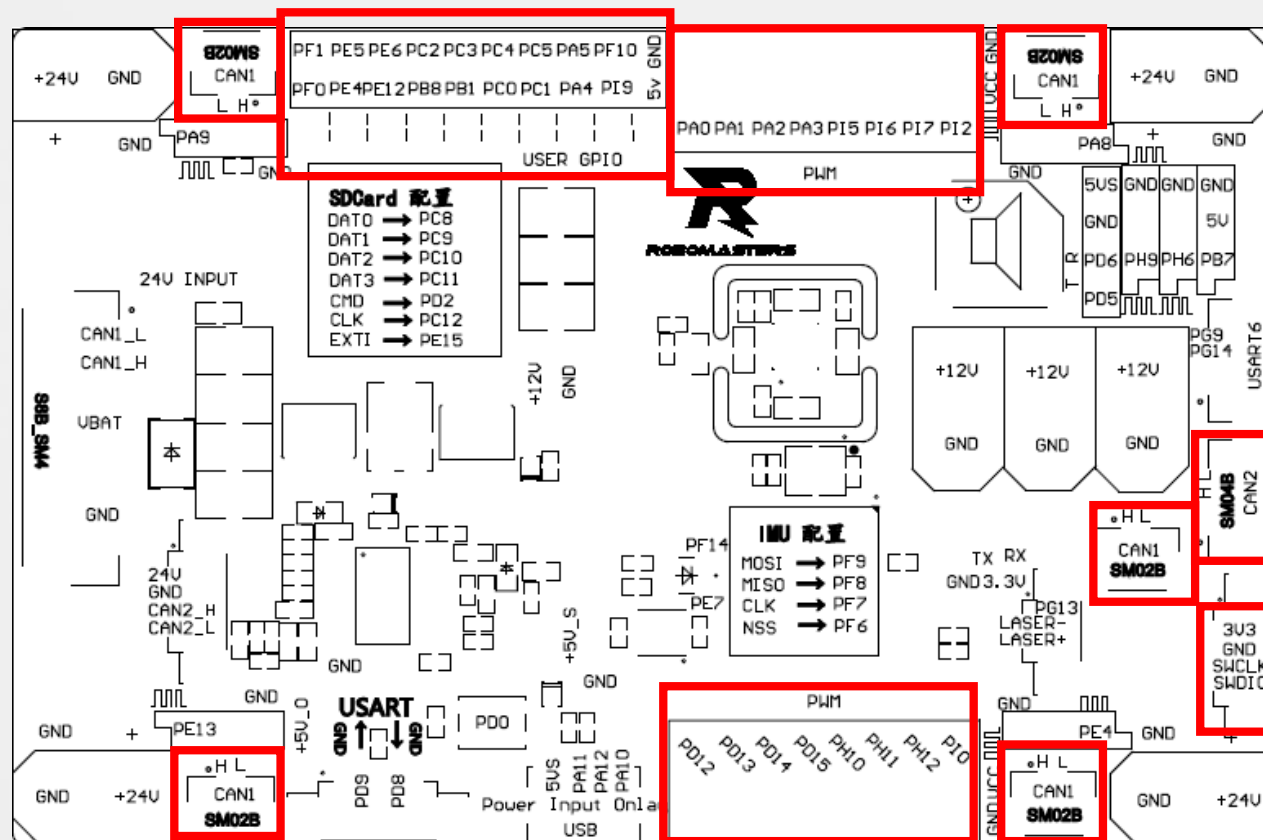 SM02B
CAN1
L H
+24V GND
+
GND
PA9
GND
PF1 PE5 PE6 PC2 PC3 PC4 PC5 PA5 PF10
PF0 PE4 PE12 PB8 PB1 PC0 PC1 PA4 PI9
5v GND
USER GPIO
PA0 PA1 PA2 PA3 PI5 PI6 PI7 PI2
PWM
VCC GND
SM02B
CAN1
L H
+24V GND
+
GND
PA8
GND
SDCard 配置
DAT0 → PC8
DAT1 → PC9
DAT2 → PC10
DAT3 → PC11
CMD → PD2
CLK → PC12
EXTI → PE15
ROBOMASTERS
5VS GND GND GND
GND 5V
PD6 PH9 PH6 PB7
PD5
T R
24V INPUT
CAN1_L
CAN1_H
VBAT
GND
S8B_SM4
+12V GND
+12V +12V +12V
GND GND GND
PG9
PG14
USART6
H L
SM04B
CAN2
H L
CAN1
SM02B
24V
GND
CAN2_H
CAN2_L
PF14
PE7
IMU 配置
MOSI → PF9
MISO → PF8
CLK → PF7
NSS → PF6
TX RX
GND 3.3V
PG13
LASER-
LASER+
3V3
GND
SWCLK
SWDIO
+5V_S
GND
GND
GND
GND
+
PE13
+5V_O
USART
GND GND
PD9 PD8
PD0
5VS PA11 PA12 PA10
Power Input Onla
USB
PWM
PD12 PD13 PD14 PD15 PH10 PH11 PH12 PI0
GND
PE4
GND
+
GND +24V
H L
CAN1
SM02B
GND VCC
H L
CAN1
SM02B
GND +24V